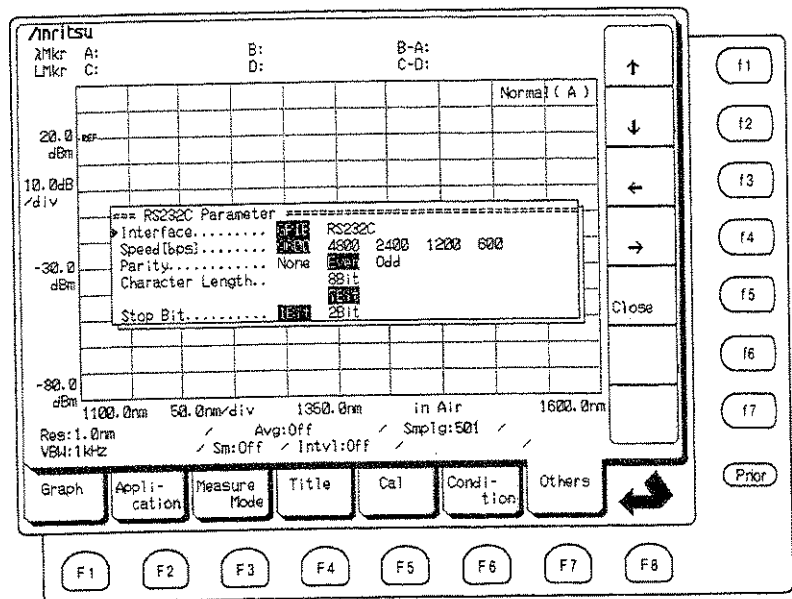 Anritsu
λMkr A: B: B-A:
LMkr C: D: C-D:
Normal ( A )
20.0 REF
dBm
10.0dB
/div
-30.0
dBm
-80.0
dBm
=== RS232C Parameter ===
Interface......... GPIB RS232C
Speed[bps]........ 4800 2400 1200 600
Parity............ None Even Odd
Character Length.. 8Bit
Stop Bit.......... 1Bit 2Bit
1100.0nm 50.0nm/div 1350.0nm in Air 1600.0nm
Res:1.0nm / Avg:Off / Smplg:501 /
VBW:1kHz / Sm:Off / Intvl:Off / /
↑
↓
←
→
Close
Graph
Appli-
cation
Measure
Mode
Title
Cal
Condi-
tion
Others
f1
f2
f3
f4
f5
f6
f7
Prior
F1 F2 F3 F4 F5 F6 F7 F8